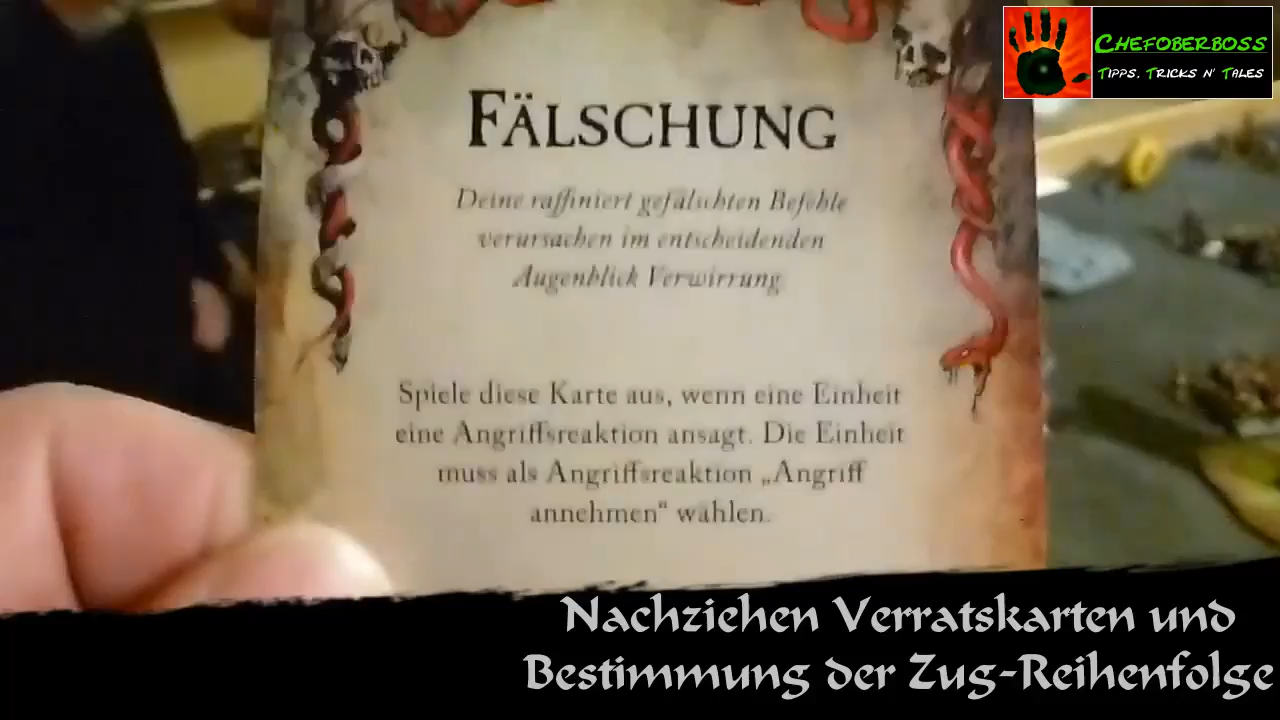 CHEFOBERBOSS
TIPPS, TRICKS N' TALES
FÄLSCHUNG
Deine raffiniert gefälschten Befehle
verursachen im entscheidenden
Augenblick Verwirrung.
Spiele diese Karte aus, wenn eine Einheit
eine Angriffsreaktion ansagt. Die Einheit
muss als Angriffsreaktion „Angriff
annehmen“ wählen.
Nachziehen Verratskarten und
Bestimmung der Zug-Reihenfolge